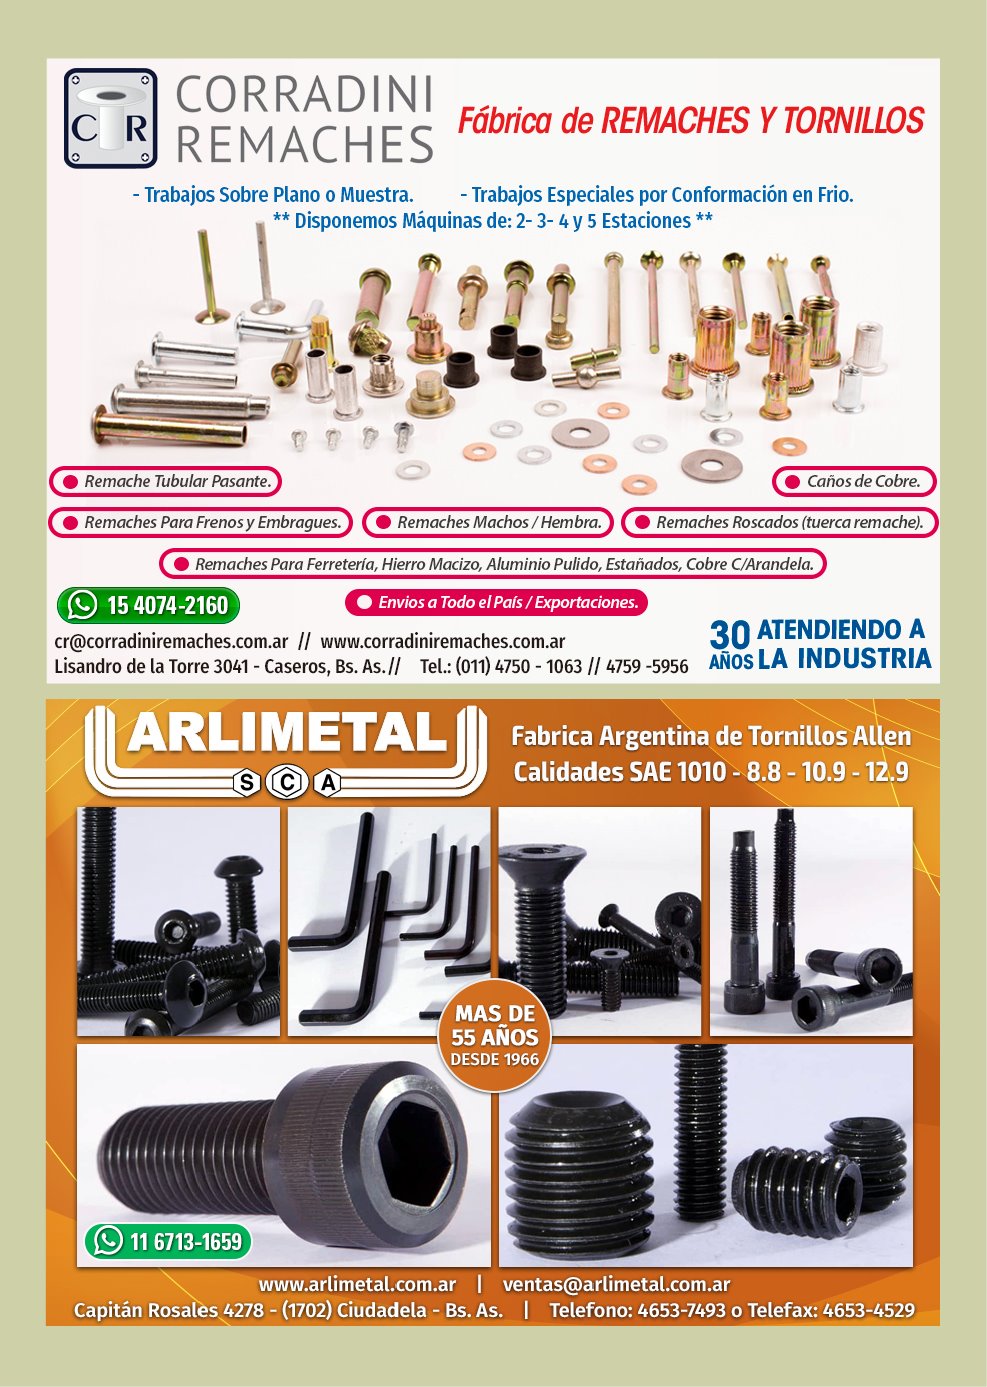 CORRADINI
REMACHES
C R
Fábrica de REMACHES Y TORNILLOS
- Trabajos Sobre Plano o Muestra. - Trabajos Especiales por Conformación en Frio.
** Disponemos Máquinas de: 2- 3- 4 y 5 Estaciones **
Remache Tubular Pasante.
Caños de Cobre.
Remaches Para Frenos y Embragues.
Remaches Machos / Hembra.
Remaches Roscados (tuerca remache).
Remaches Para Ferretería, Hierro Macizo, Aluminio Pulido, Estañados, Cobre C/Arandela.
15 4074-2160
Envios a Todo el País / Exportaciones.
cr@corradiniremaches.com.ar // www.corradiniremaches.com.ar
Lisandro de la Torre 3041 - Caseros, Bs. As. // Tel.: (011) 4750 - 1063 // 4759 -5956
30 AÑOS
ATENDIENDO A
LA INDUSTRIA
ARLIMETAL
S C A
Fabrica Argentina de Tornillos Allen
Calidades SAE 1010 - 8.8 - 10.9 - 12.9
MAS DE
55 AÑOS
DESDE 1966
11 6713-1659
www.arlimetal.com.ar | ventas@arlimetal.com.ar
Capitán Rosales 4278 - (1702) Ciudadela - Bs. As. | Telefono: 4653-7493 o Telefax: 4653-4529